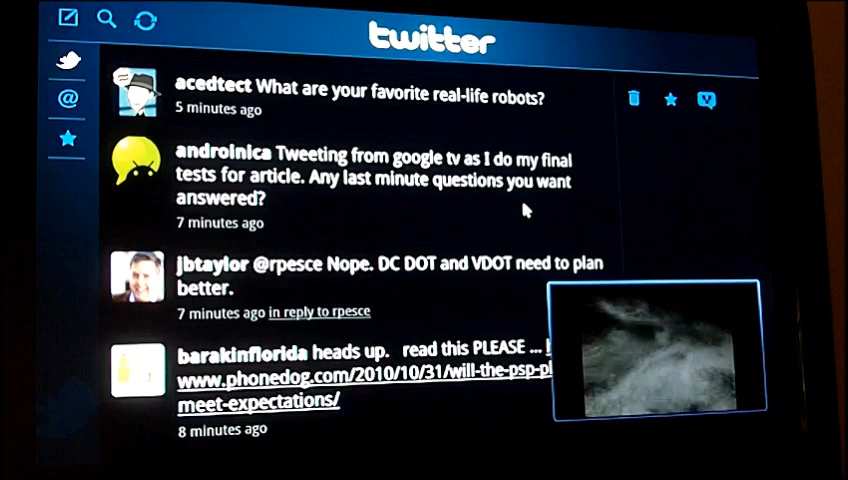 twitter
@
acedtect What are your favorite real-life robots?
5 minutes ago
androinica Tweeting from google tv as I do my final
tests for article. Any last minute questions you want
answered?
7 minutes ago
jbtaylor @rpesce Nope. DC DOT and VDOT need to plan
better.
7 minutes ago in reply to rpesce
barakinflorida heads up. read this PLEASE ...
www.phonedog.com/2010/10/31/will-the-psp-
meet-expectations/
8 minutes ago